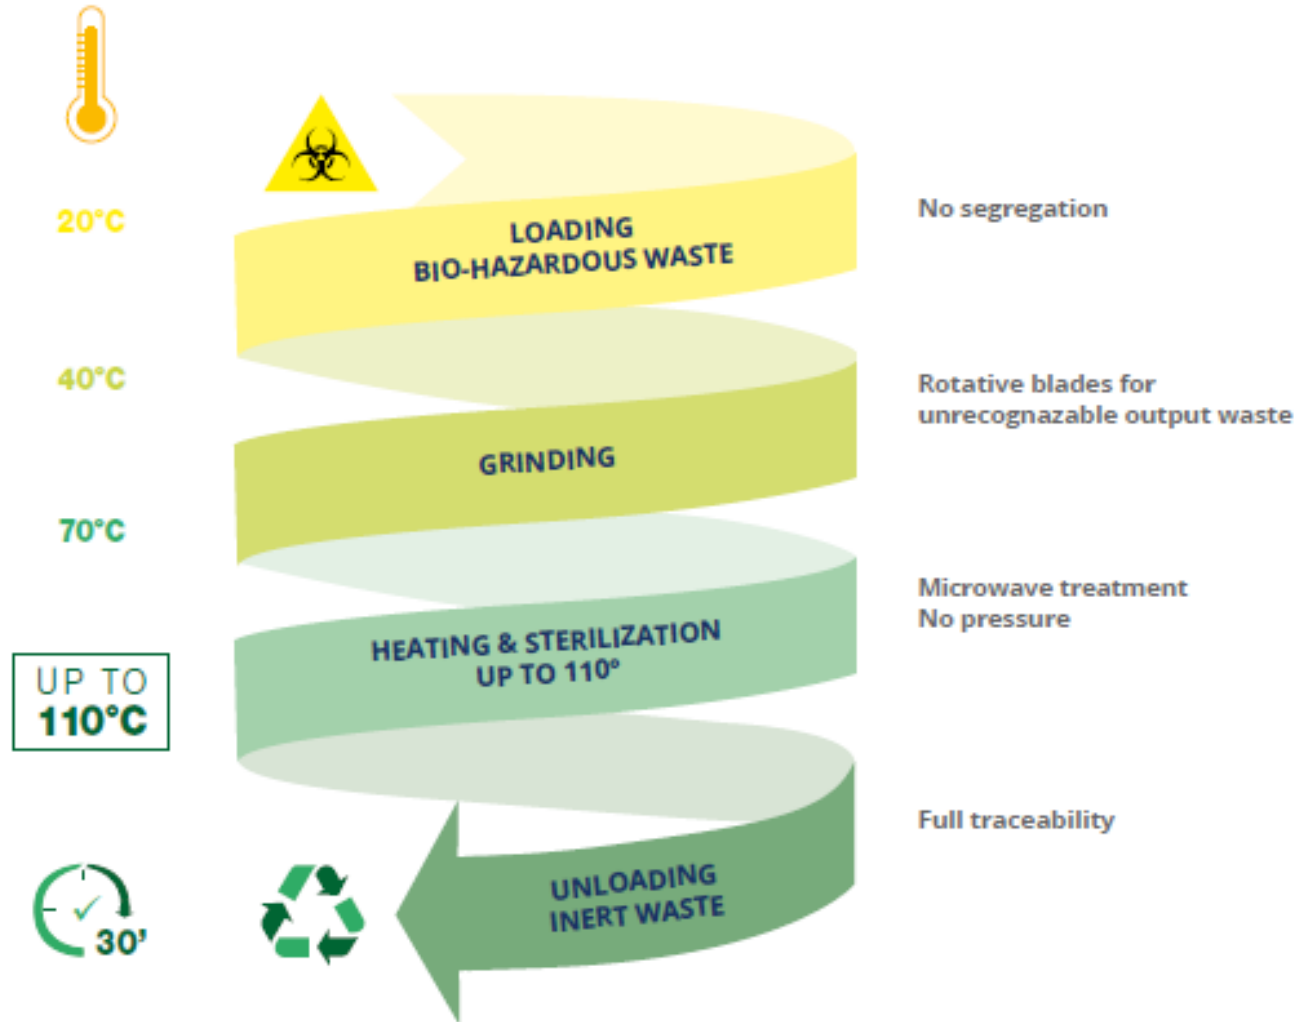 20°C
LOADING
BIO-HAZARDOUS WASTE
No segregation
40°C
GRINDING
Rotative blades for
unrecognazable output waste
70°C
HEATING & STERILIZATION
UP TO 110º
Microwave treatment
No pressure
UP TO
110°C
Full traceability
UNLOADING
INERT WASTE
30'